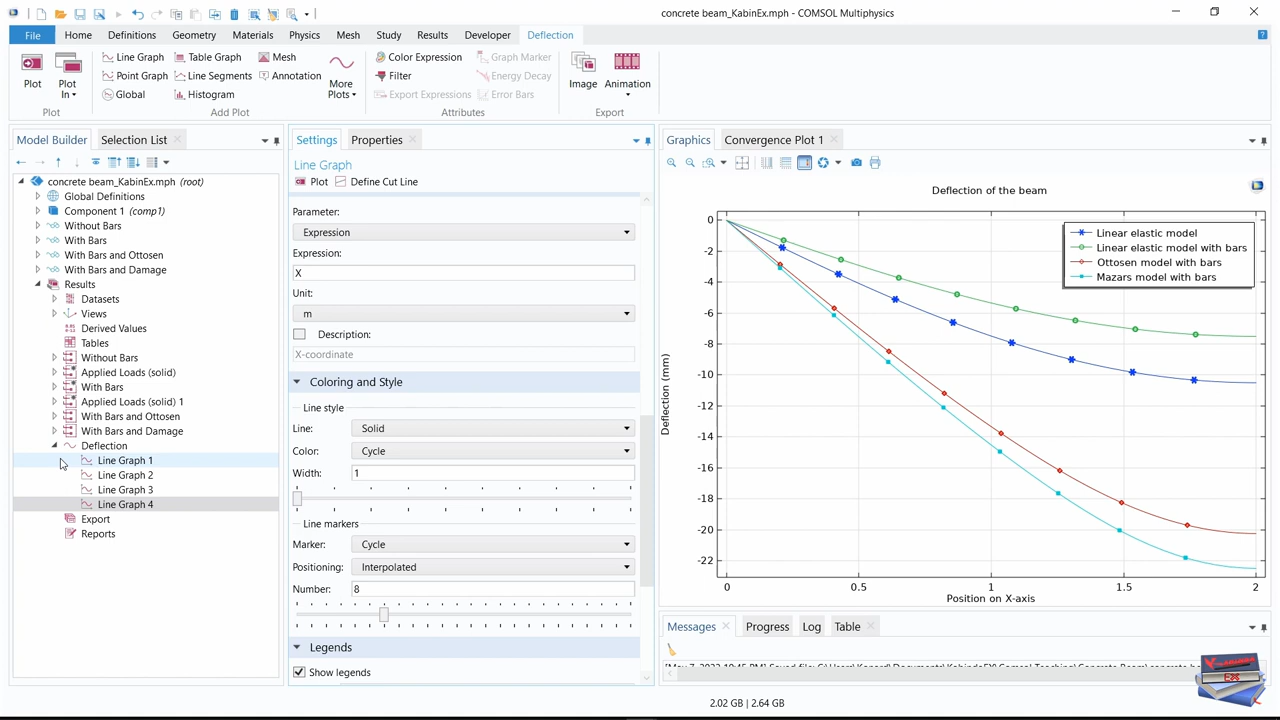 concrete beam_KabinEx.mph - COMSOL Multiphysics
File Home Definitions Geometry Materials Physics Mesh Study Results Developer Deflection
Plot
Plot In
Line Graph Table Graph Mesh
Point Graph Line Segments Annotation
Global Histogram
More Plots
Color Expression Graph Marker
Filter Energy Decay
Export Expressions Error Bars
Image
Animation
Plot Add Plot Attributes Export
Model Builder Selection List
concrete beam_KabinEx.mph (root)
Global Definitions
Component 1 (comp1)
Without Bars
With Bars
With Bars and Ottosen
With Bars and Damage
Results
Datasets
Views
Derived Values
Tables
Without Bars
Applied Loads (solid)
With Bars
Applied Loads (solid) 1
With Bars and Ottosen
With Bars and Damage
Deflection
Line Graph 1
Line Graph 2
Line Graph 3
Line Graph 4
Export
Reports
Settings Properties
Line Graph
Plot Define Cut Line
Parameter:
Expression
Expression:
X
Unit:
m
Description:
X-coordinate
Coloring and Style
Line style
Line: Solid
Color: Cycle
Width: 1
Line markers
Marker: Cycle
Positioning: Interpolated
Number: 8
Legends
Show legends
Graphics Convergence Plot 1
Deflection of the beam
Linear elastic model
Linear elastic model with bars
Ottosen model with bars
Mazars model with bars
0
-2
-4
-6
-8
-10
-12
-14
-16
-18
-20
-22
Deflection (mm)
0 0.5 1 1.5 2
Position on X-axis
Messages Progress Log Table
2.02 GB | 2.64 GB